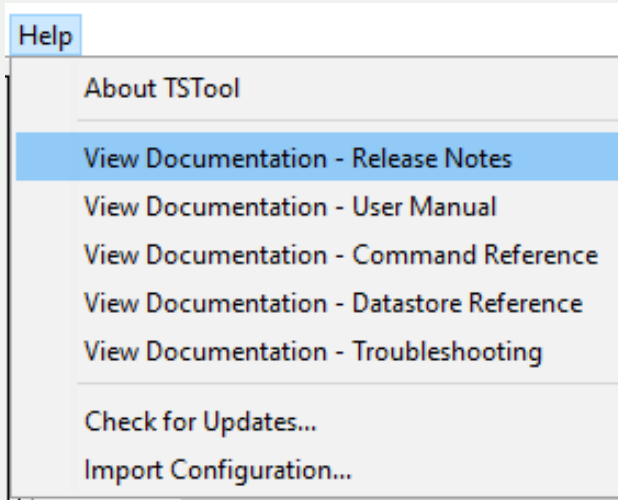 Help
About TSTool
View Documentation - Release Notes
View Documentation - User Manual
View Documentation - Command Reference
View Documentation - Datastore Reference
View Documentation - Troubleshooting
Check for Updates...
Import Configuration...